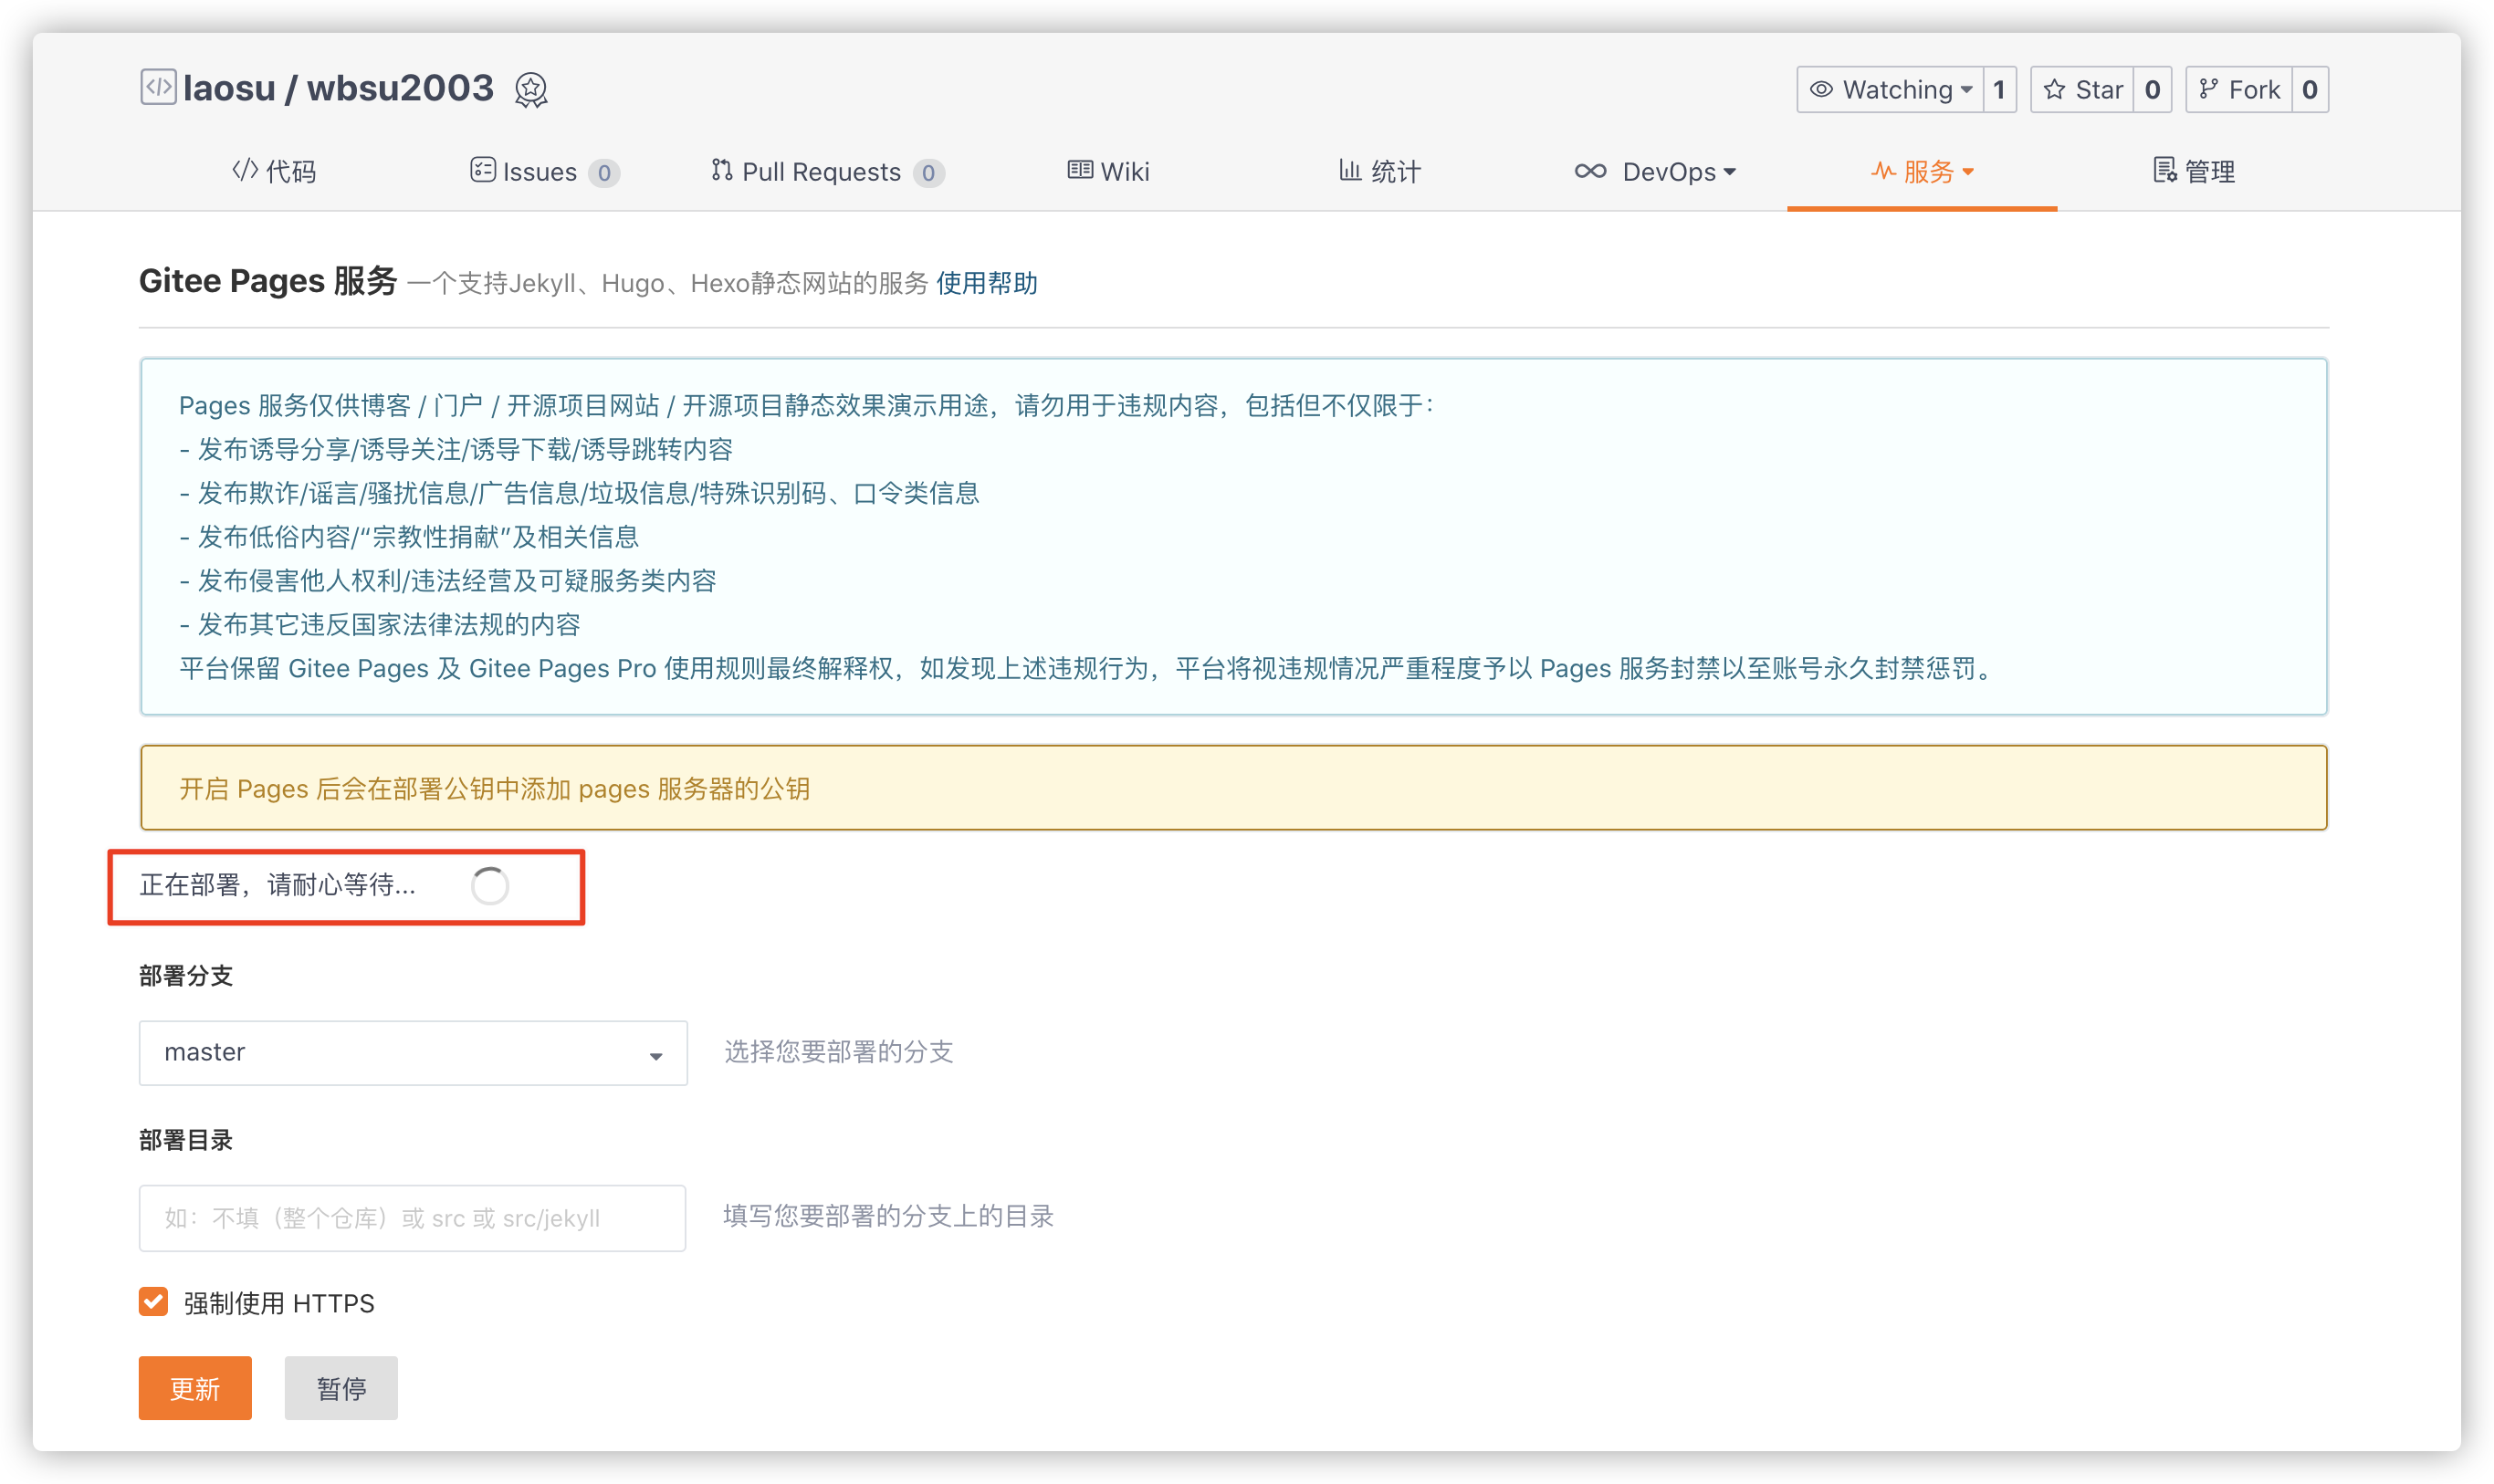 laosu / wbsu2003
Watching 1 Star 0 Fork 0
代码 Issues 0 Pull Requests 0 Wiki 统计 DevOps 服务 管理
Gitee Pages 服务 一个支持Jekyll、Hugo、Hexo静态网站的服务 使用帮助
Pages 服务仅供博客 / 门户 / 开源项目网站 / 开源项目静态效果演示用途，请勿用于违规内容，包括但不仅限于：
- 发布诱导分享/诱导关注/诱导下载/诱导跳转内容
- 发布欺诈/谣言/骚扰信息/广告信息/垃圾信息/特殊识别码、口令类信息
- 发布低俗内容/“宗教性捐献”及相关信息
- 发布侵害他人权利/违法经营及可疑服务类内容
- 发布其它违反国家法律法规的内容
平台保留 Gitee Pages 及 Gitee Pages Pro 使用规则最终解释权，如发现上述违规行为，平台将视违规情况严重程度予以 Pages 服务封禁以至账号永久封禁惩罚。
开启 Pages 后会在部署公钥中添加 pages 服务器的公钥
正在部署，请耐心等待...
部署分支
master 选择您要部署的分支
部署目录
如：不填（整个仓库）或 src 或 src/jekyll 填写您要部署的分支上的目录
强制使用 HTTPS
更新 暂停